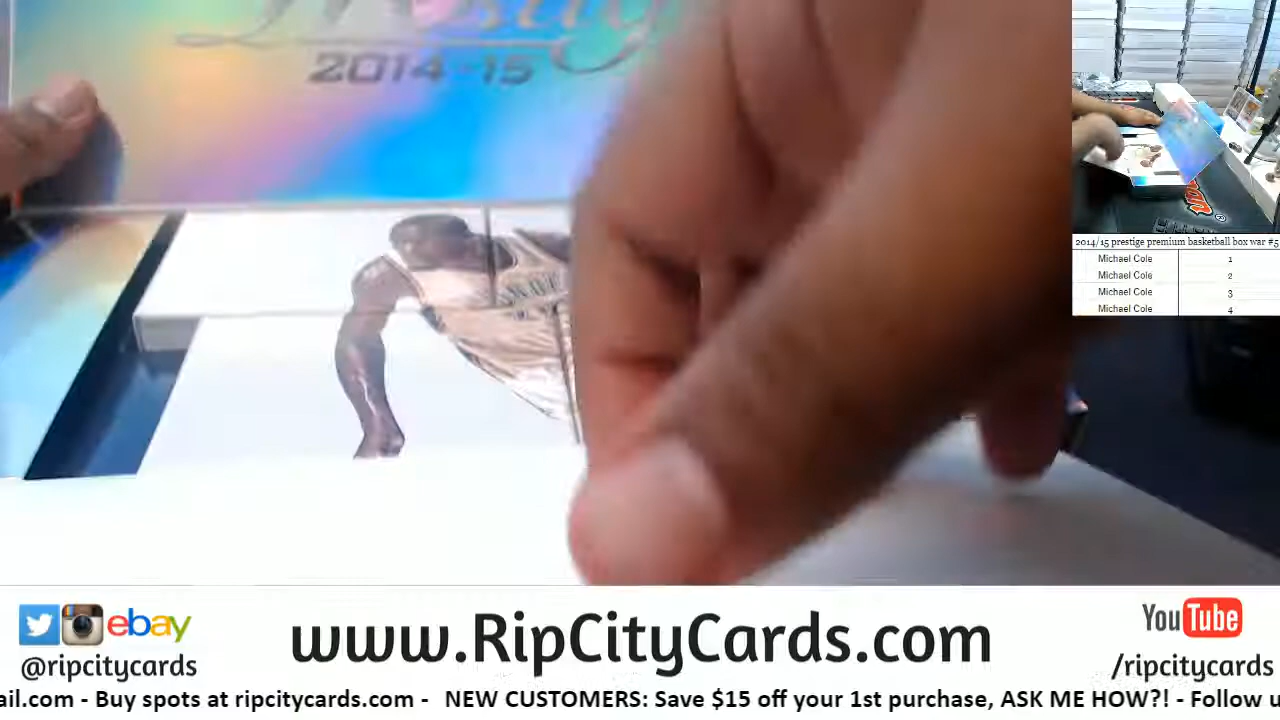 Prestige
2014-15
2014/15 prestige premium basketball box war #5
Michael Cole 1
Michael Cole 2
Michael Cole 3
Michael Cole 4
ebay
@ripcitycards
www.RipCityCards.com
YouTube
/ripcitycards
ail.com - Buy spots at ripcitycards.com - NEW CUSTOMERS: Save $15 off your 1st purchase, ASK ME HOW?! - Follow u